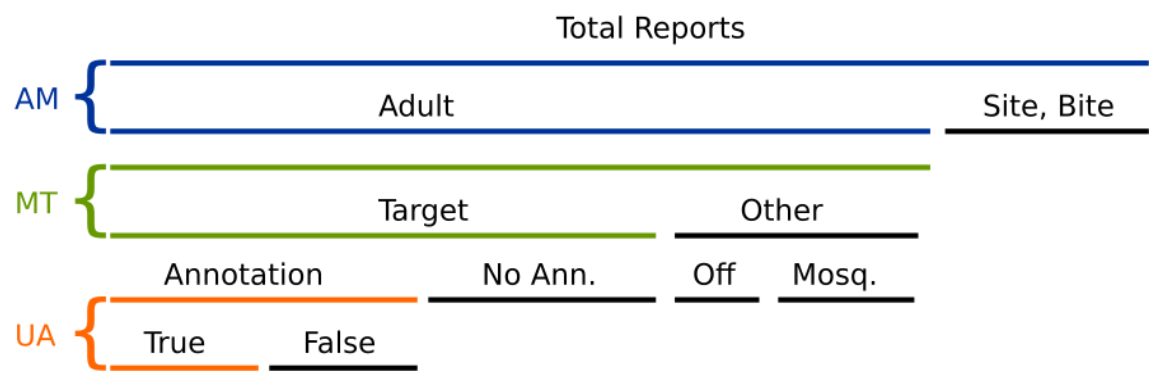 Total Reports
AM Adult Site, Bite
MT Target Other
Annotation No Ann. Off Mosq.
UA True False